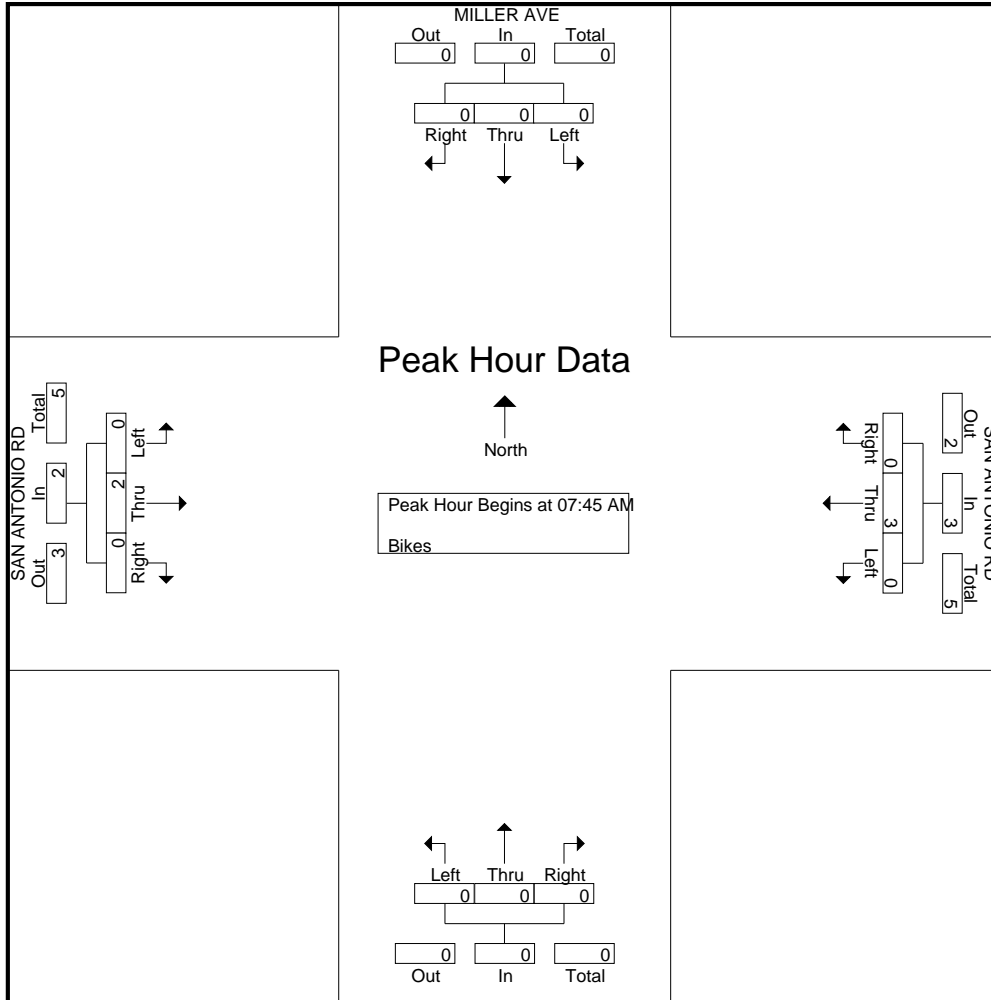 MILLER AVE
Out In Total
0 0 0
0 0 0
Right Thru Left
Peak Hour Data
North
Peak Hour Begins at 07:45 AM
Bikes
SAN ANTONIO RD
Total In Out
5 2 3
0 2 0
Left Thru Right
SAN ANTONIO RD
Out In Total
2 3 5
0 3 0
Right Thru Left
Left Thru Right
0 0 0
0 0 0
Out In Total